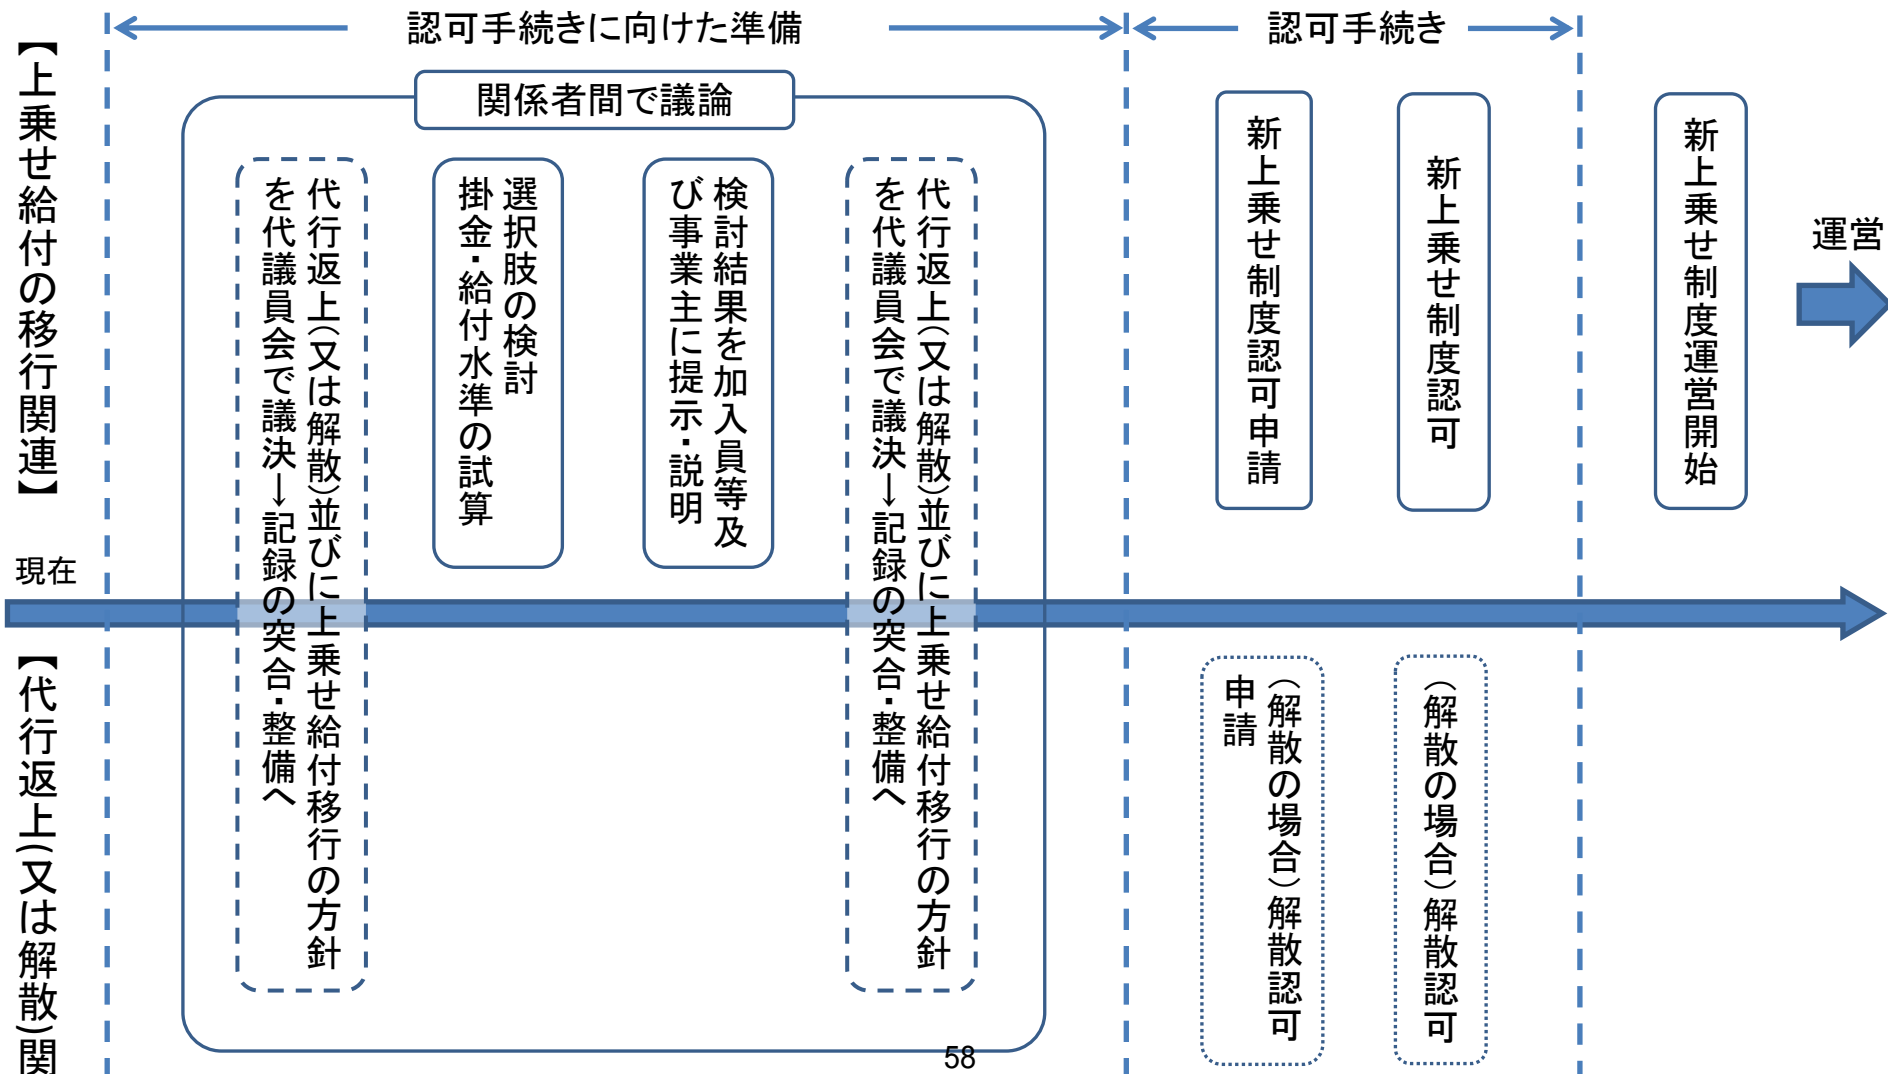 認可手続きに向けた準備
認可手続き
【上乗せ給付の移行関連】
関係者間で議論
代行返上（又は解散）並びに上乗せ給付移行の方針
を代議員会で議決→記録の突合・整備へ
選択肢の検討
掛金・給付水準の試算
検討結果を加入員等及
び事業主に提示・説明
代行返上（又は解散）並びに上乗せ給付移行の方針
を代議員会で議決→記録の突合・整備へ
新上乗せ制度認可申請
新上乗せ制度認可
新上乗せ制度運営開始
運営
現在
【代行返上（又は解散）関
（解散の場合）解散認可
申請
（解散の場合）解散認可
58